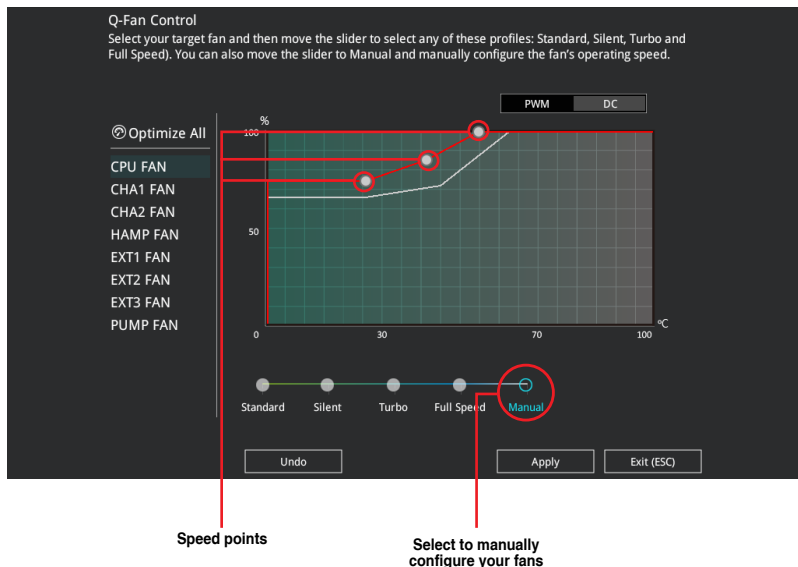 Q-Fan Control
Select your target fan and then move the slider to select any of these profiles: Standard, Silent, Turbo and
Full Speed). You can also move the slider to Manual and manually configure the fan's operating speed.
PWM DC
Optimize All
CPU FAN
CHA1 FAN
CHA2 FAN
HAMP FAN
EXT1 FAN
EXT2 FAN
EXT3 FAN
PUMP FAN
%
100
50
0 30 70 100 ºC
Standard Silent Turbo Full Speed Manual
Undo Apply Exit (ESC)
Speed points
Select to manually
configure your fans